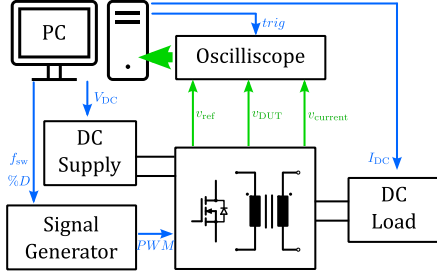 PC
trig
Oscilliscope
V_DC
v_ref
v_DUT
v_current
DC
Supply
f_sw
%D
I_DC
DC
Load
Signal
Generator
PWM